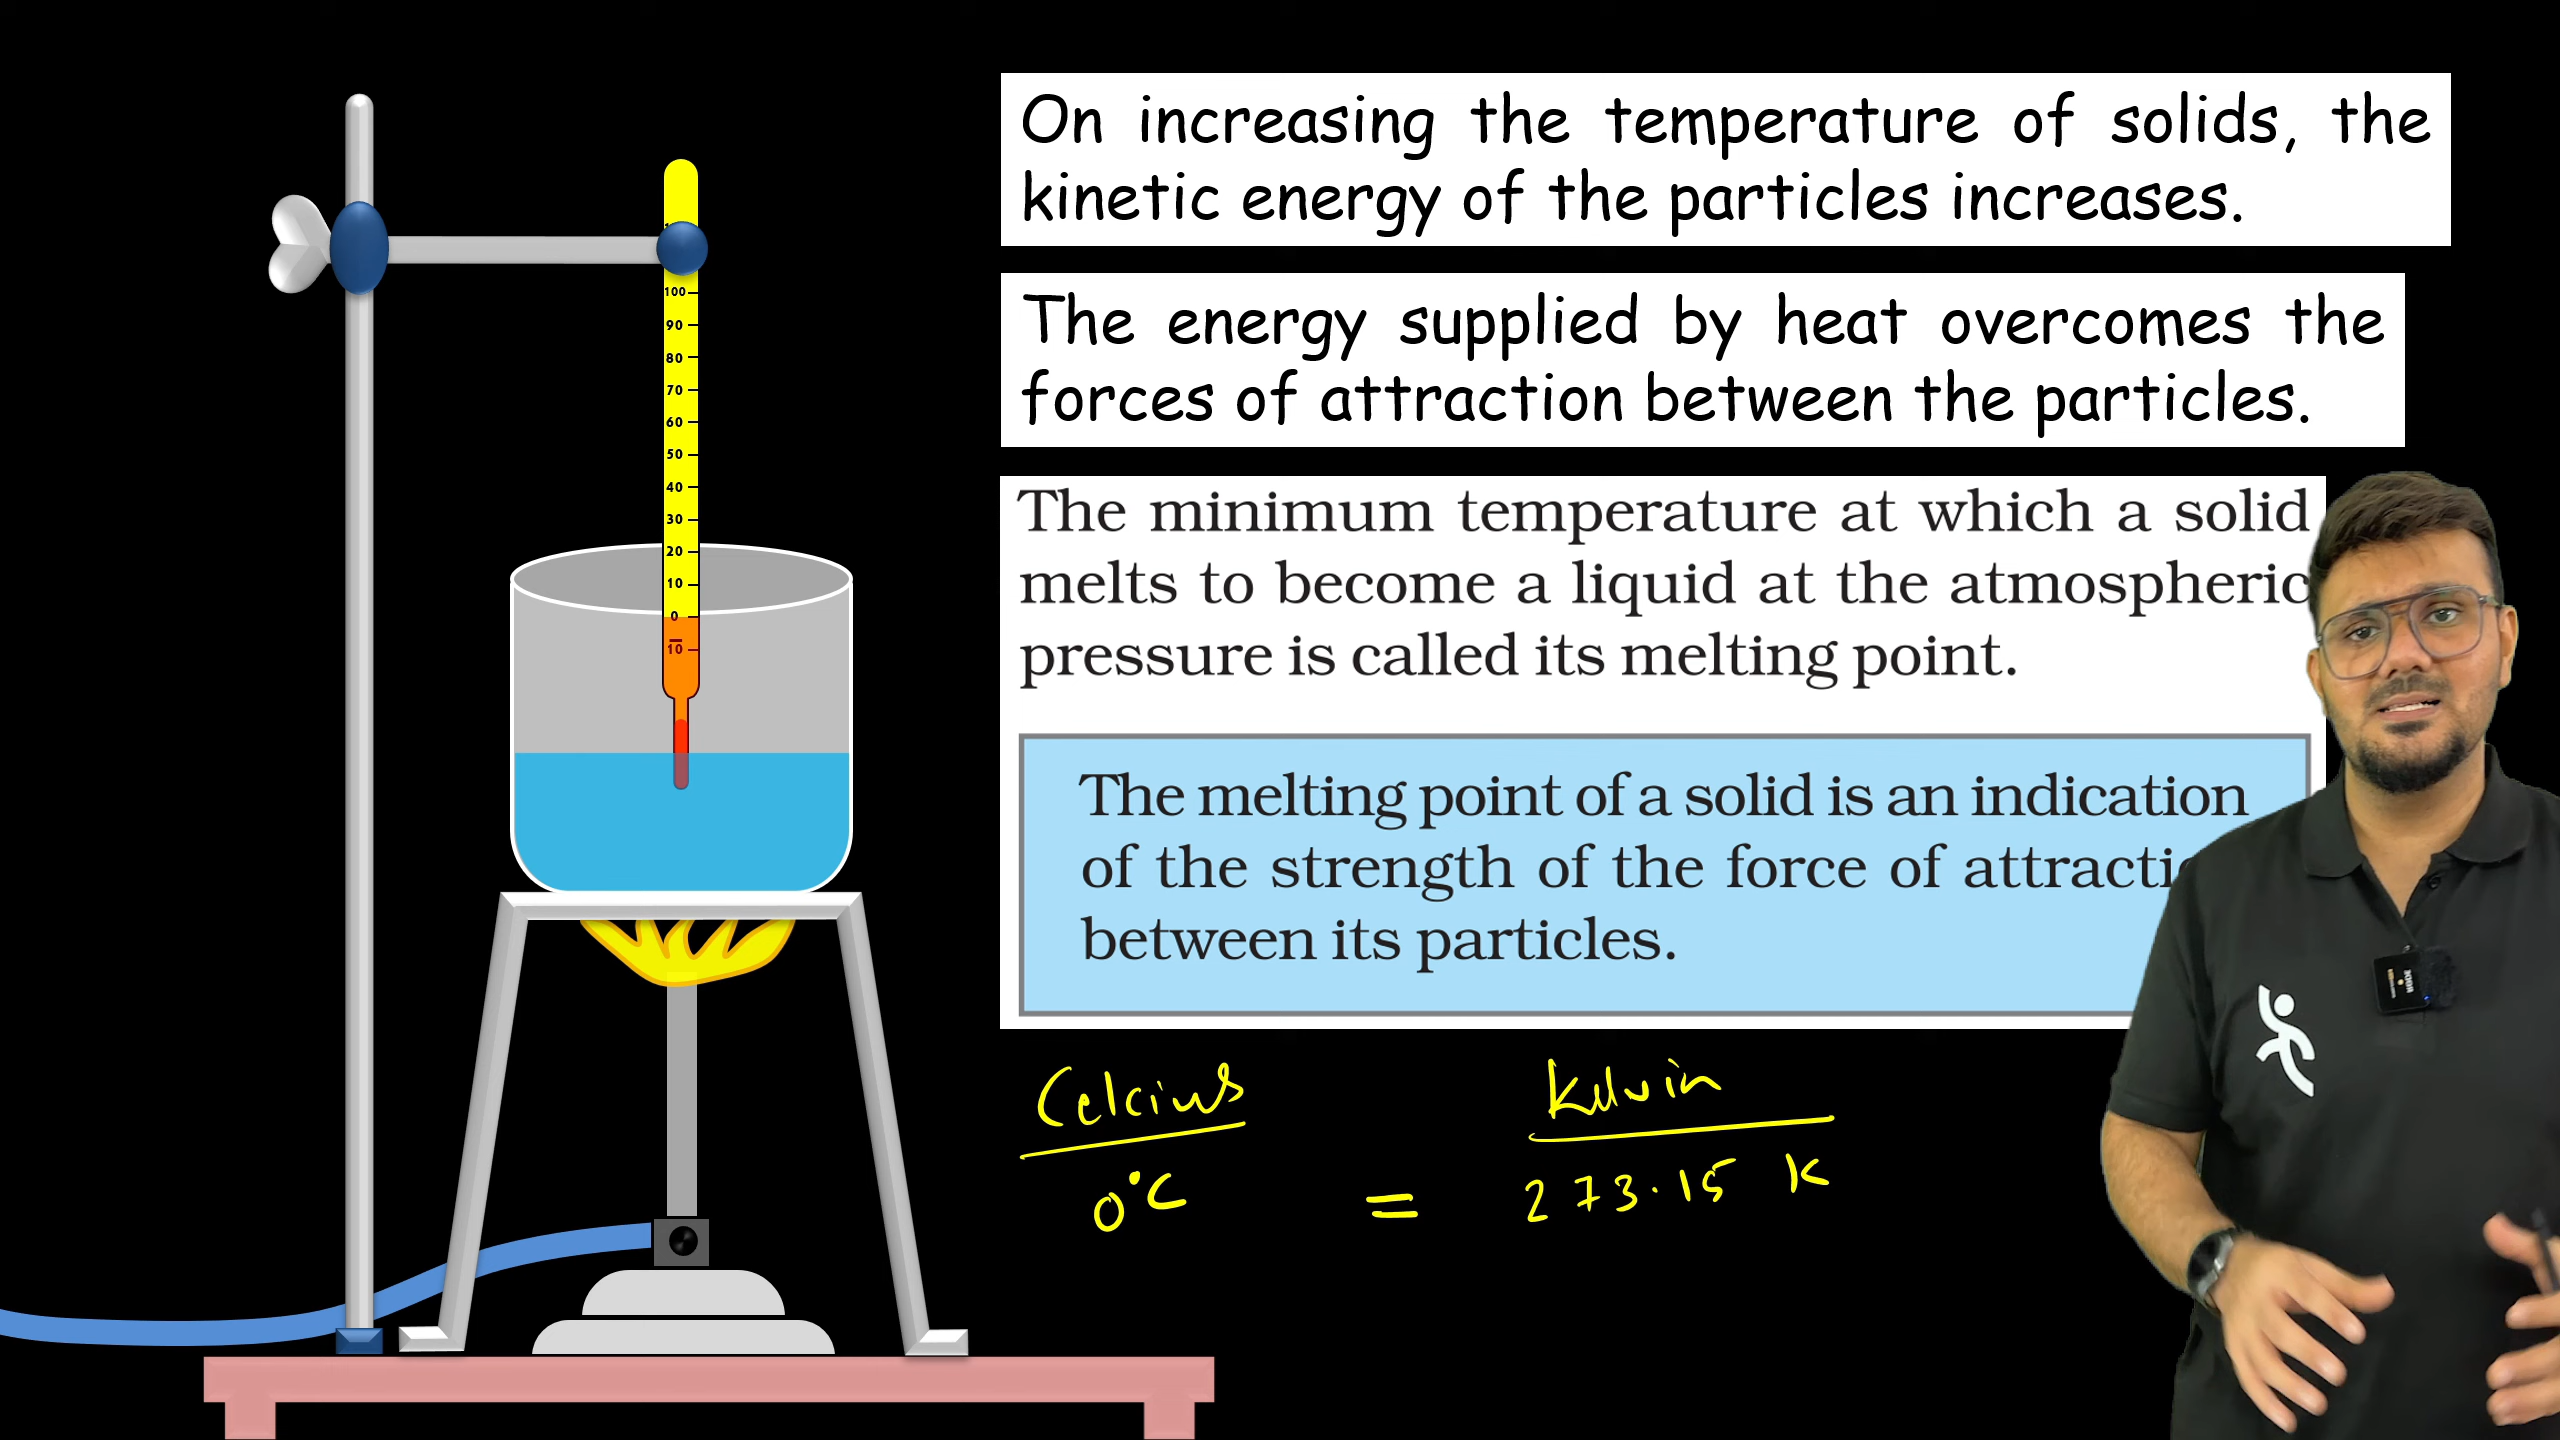 On increasing the temperature of solids, the
kinetic energy of the particles increases.
The energy supplied by heat overcomes the
forces of attraction between the particles.
The minimum temperature at which a solid
melts to become a liquid at the atmospheric
pressure is called its melting point.
The melting point of a solid is an indication
of the strength of the force of attracti
between its particles.
Celcius Kelvin
0°C = 273.15 K
100
90
80
70
60
50
40
30
20
10
0
10